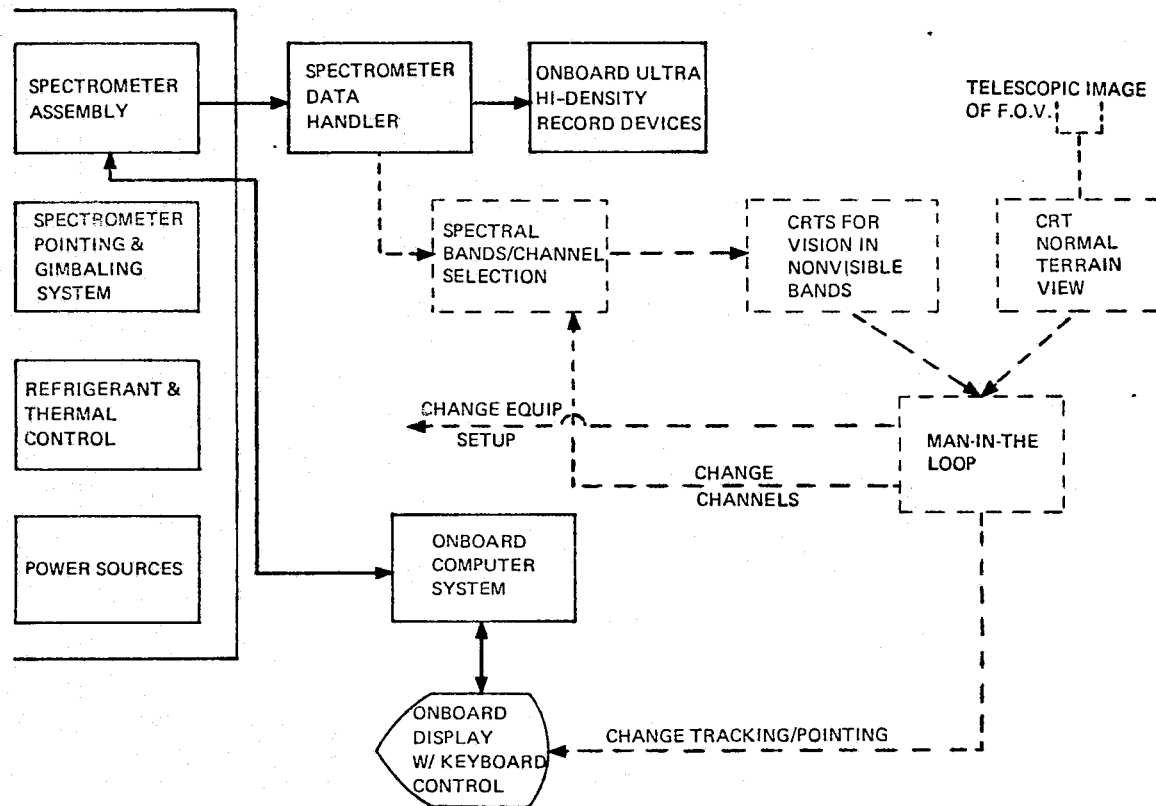 SPECTROMETER
ASSEMBLY
SPECTROMETER
DATA
HANDLER
ONBOARD ULTRA
HI-DENSITY
RECORD DEVICES
TELESCOPIC IMAGE
OF F.O.V.
SPECTROMETER
POINTING &
GIMBALING
SYSTEM
SPECTRAL
BANDS/CHANNEL
SELECTION
CRTS FOR
VISION IN
NONVISIBLE
BANDS
CRT
NORMAL
TERRAIN
VIEW
REFRIGERANT &
THERMAL
CONTROL
CHANGE EQUIP
SETUP
MAN-IN-THE
LOOP
CHANGE
CHANNELS
POWER SOURCES
ONBOARD
COMPUTER
SYSTEM
ONBOARD
DISPLAY
W/ KEYBOARD
CONTROL
CHANGE TRACKING/POINTING